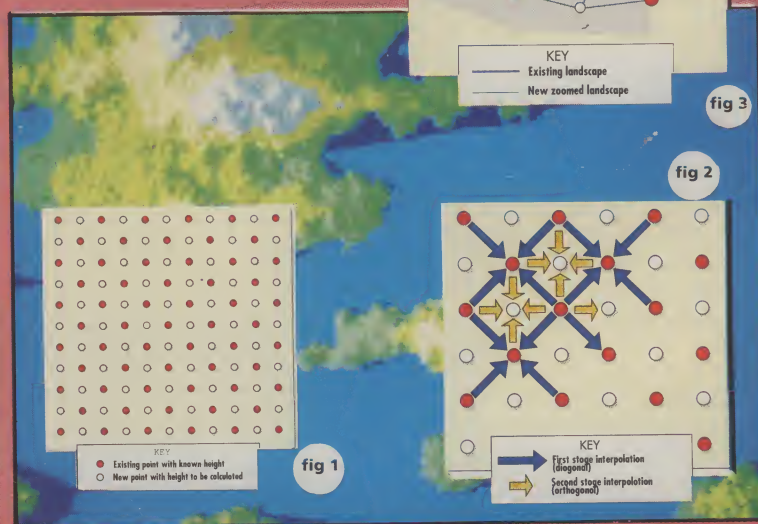 KEY
Existing landscape
New zoomed landscape
fig 3
fig 2
KEY
Existing point with known height
New point with height to be calculated
fig 1
KEY
First stage interpolation
(diagonal)
Second stage interpolation
(orthogonal)